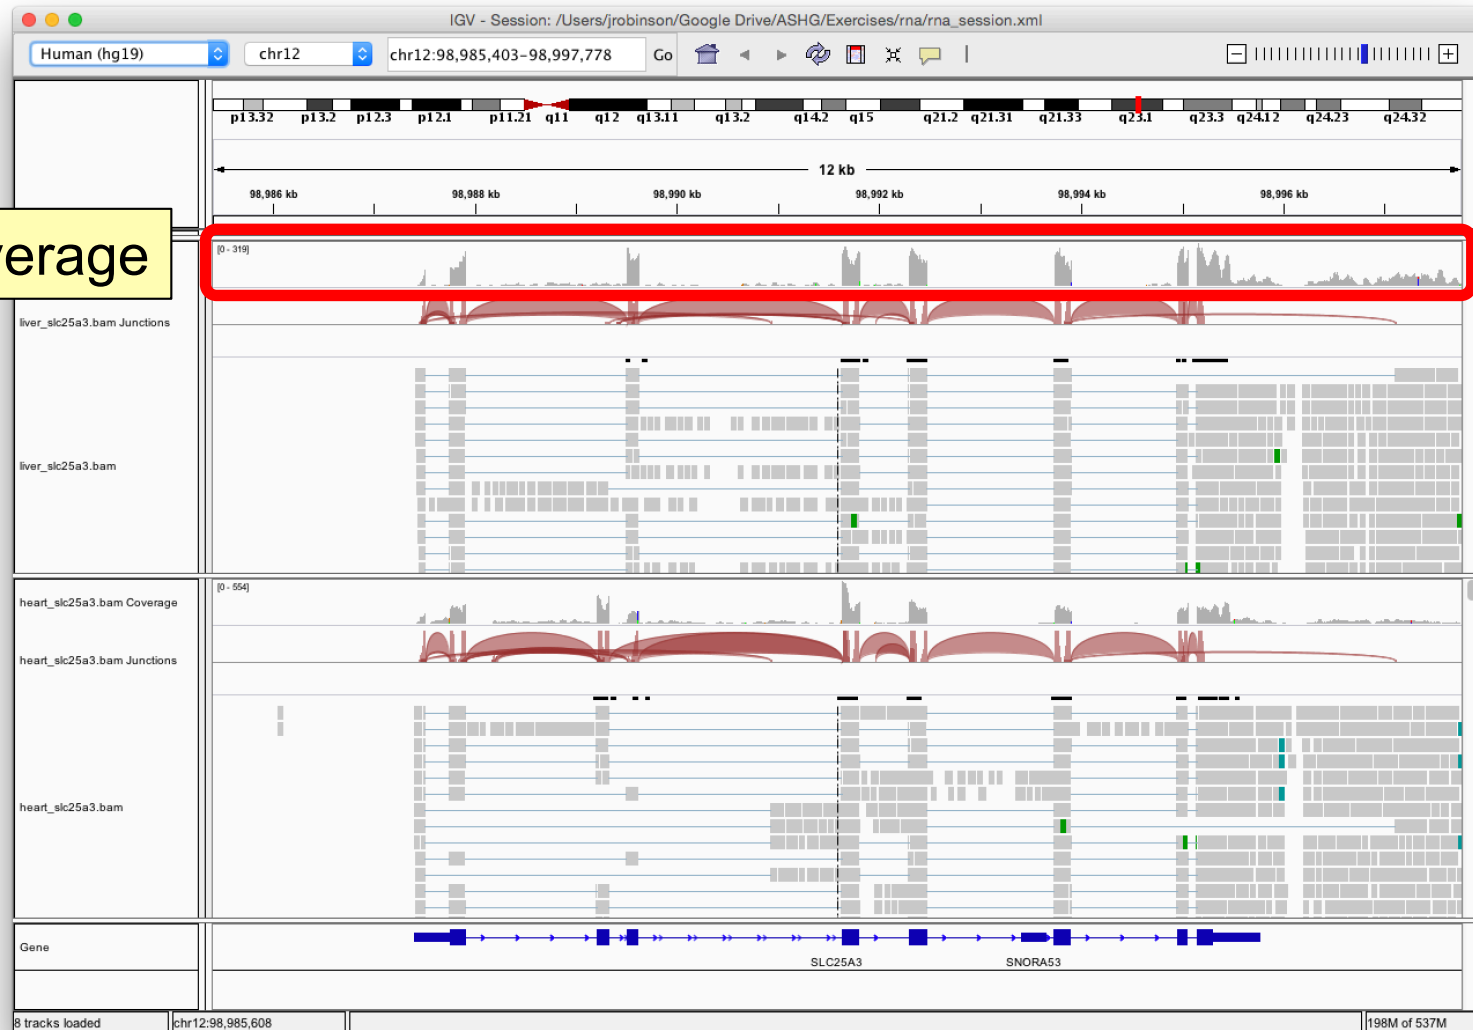 IGV - Session: /Users/jrobinson/Google Drive/ASHG/Exercises/rna/rna_session.xml
Human (hg19) chr12 chr12:98,985,403-98,997,778 Go
p13.32 p13.2 p12.3 p12.1 p11.21 q11 q12 q13.11 q13.2 q14.2 q15 q21.2 q21.31 q21.33 q23.1 q23.3 q24.12 q24.23 q24.32
12 kb
98,986 kb 98,988 kb 98,990 kb 98,992 kb 98,994 kb 98,996 kb
verage
[0 - 319]
liver_slc25a3.bam Junctions
liver_slc25a3.bam
[0 - 554]
heart_slc25a3.bam Coverage
heart_slc25a3.bam Junctions
heart_slc25a3.bam
Gene
SLC25A3 SNORA53
8 tracks loaded chr12:98,985,608 198M of 537M